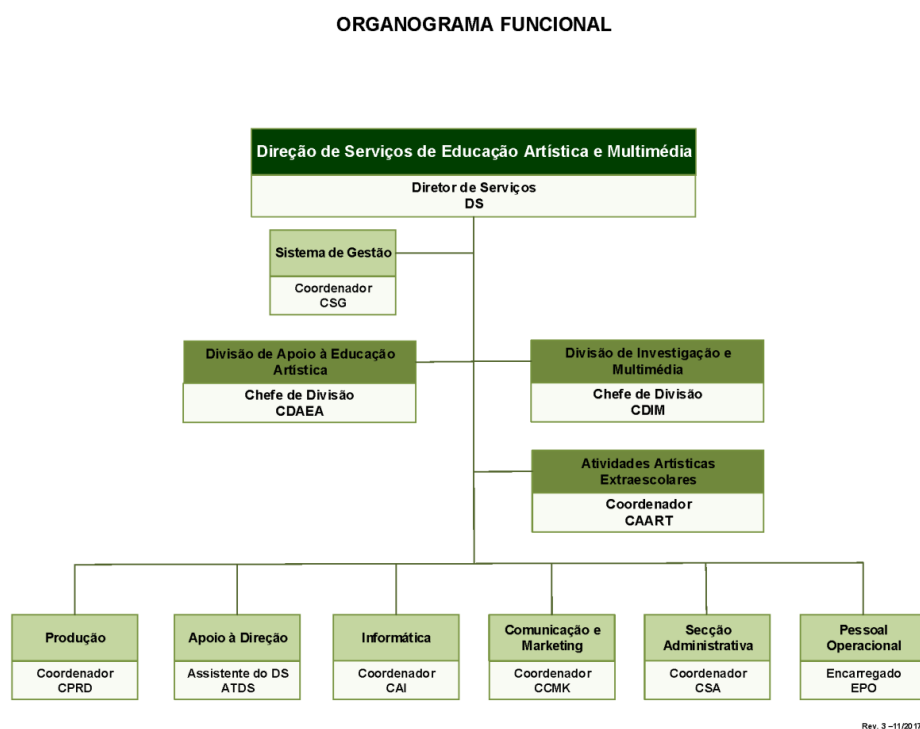 ORGANOGRAMA FUNCIONAL
Direção de Serviços de Educação Artística e Multimédia
Diretor de Serviços
DS
Sistema de Gestão
Coordenador
CSG
Divisão de Apoio à Educação
Artística
Chefe de Divisão
CDAEA
Divisão de Investigação e
Multimédia
Chefe de Divisão
CDIM
Atividades Artísticas
Extraescolares
Coordenador
CAART
Produção
Coordenador
CPRD
Apoio à Direção
Assistente do DS
ATDS
Informática
Coordenador
CAI
Comunicação e
Marketing
Coordenador
CCMK
Secção
Administrativa
Coordenador
CSA
Pessoal
Operacional
Encarregado
EPO
Rev. 3 –11/2017